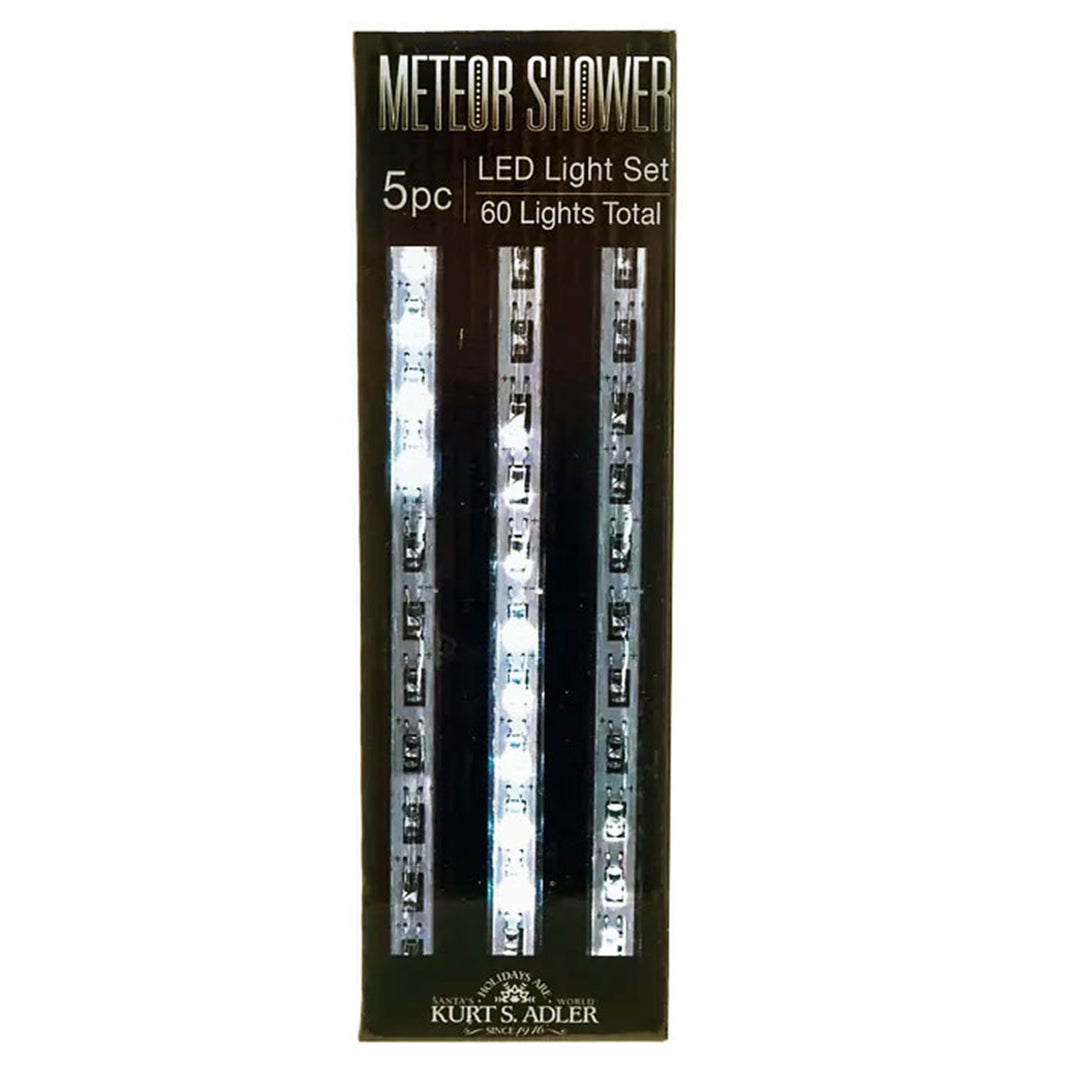 METEOR SHOWER
5pc
LED Light Set
60 Lights Total
HOLIDAYS ARE
SANTA'S WORLD
KURT S. ADLER
SINCE 1946